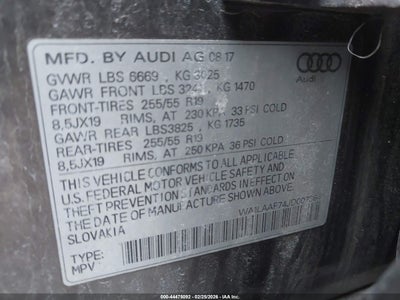 MFD. BY AUDI AG 08 17
GVWR LBS 6669 , KG 3025
GAWR FRONT LBS 3241 , KG 1470
FRONT-TIRES 255/55 R19
8,5JX19 RIMS, AT 230 KPA 33 PSI COLD
GAWR REAR LBS3825 , KG 1735
REAR-TIRES 255/55 R19
8,5JX19 RIMS, AT 250 KPA 36 PSI COLD
THIS VEHICLE CONFORMS TO ALL APPLICABLE
U.S. FEDERAL MOTOR VEHICLE SAFETY AND
THEFT PREVENTION STANDARDS IN EFFECT ON
THE DATE OF MANUFACTURE SHOWN ABOVE.
SLOVAKIA
TYPE:
MPV
Audi
000-44478092 - 02/25/2026 - IAAI